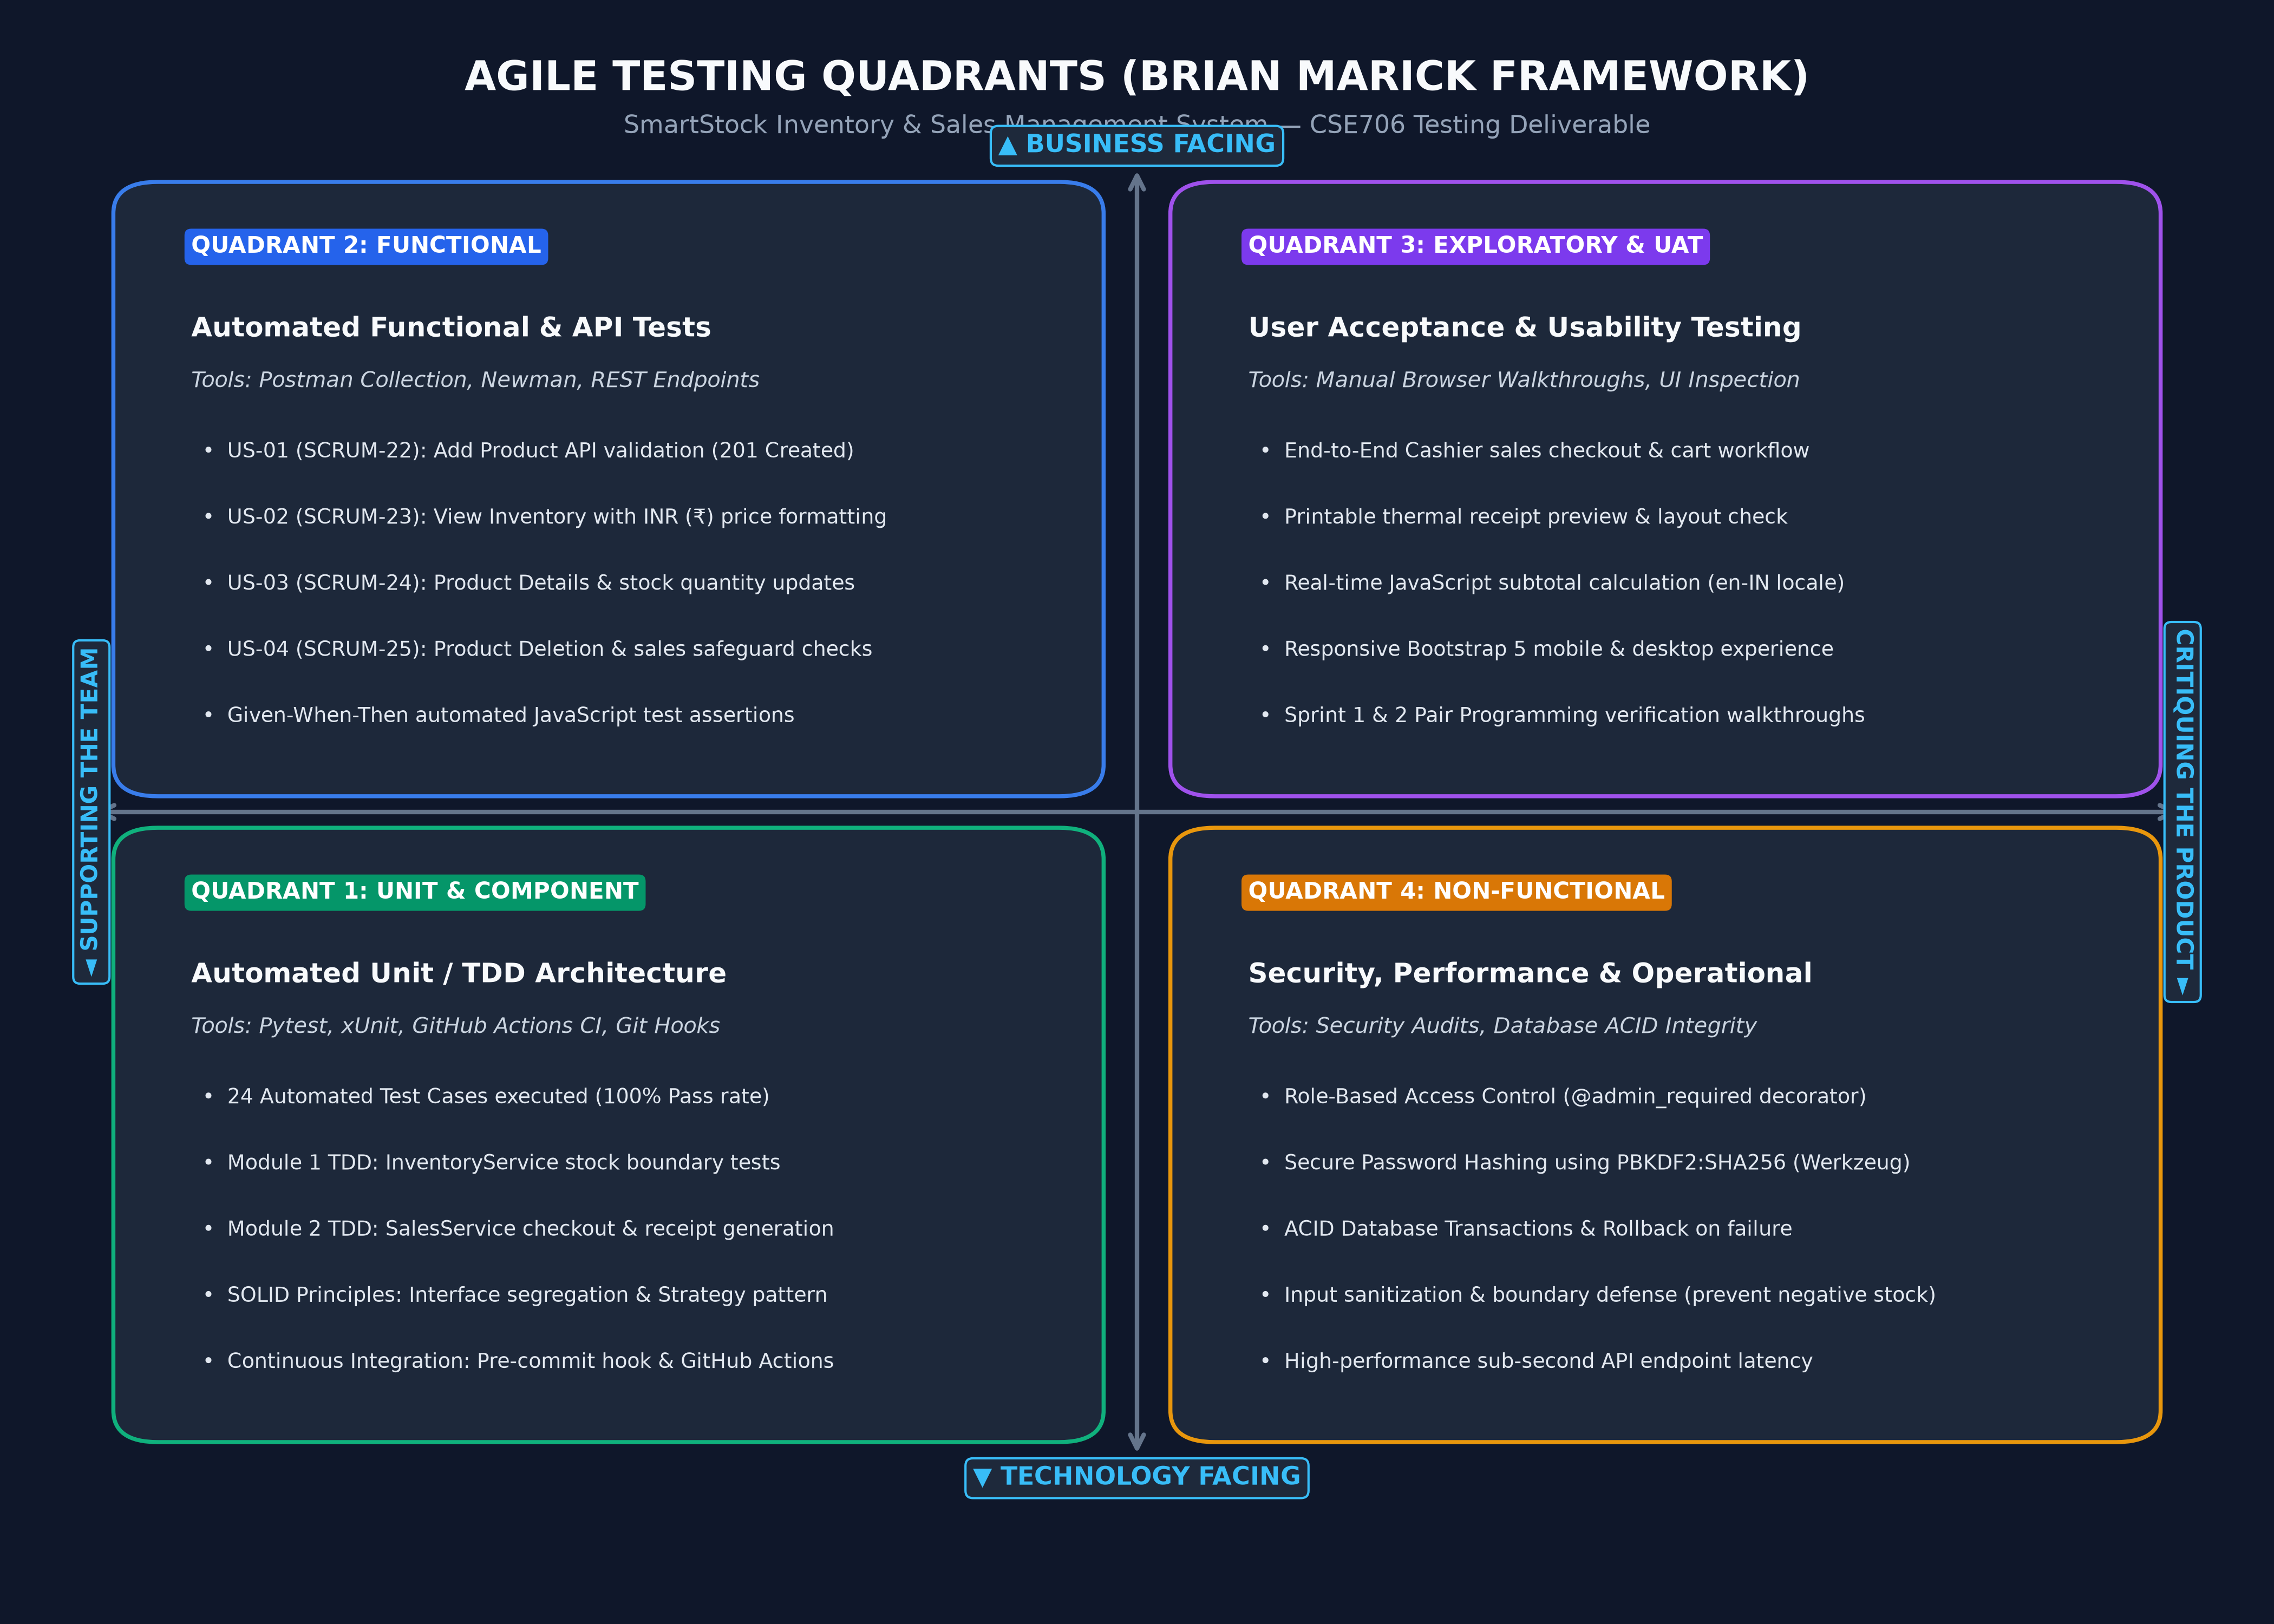 AGILE TESTING QUADRANTS (BRIAN MARICK FRAMEWORK)
SmartStock Inventory & Sales Management System — CSE706 Testing Deliverable
▲ BUSINESS FACING
QUADRANT 2: FUNCTIONAL
Automated Functional & API Tests
Tools: Postman Collection, Newman, REST Endpoints
• US-01 (SCRUM-22): Add Product API validation (201 Created)
• US-02 (SCRUM-23): View Inventory with INR (₹) price formatting
• US-03 (SCRUM-24): Product Details & stock quantity updates
• US-04 (SCRUM-25): Product Deletion & sales safeguard checks
• Given-When-Then automated JavaScript test assertions
QUADRANT 3: EXPLORATORY & UAT
User Acceptance & Usability Testing
Tools: Manual Browser Walkthroughs, UI Inspection
• End-to-End Cashier sales checkout & cart workflow
• Printable thermal receipt preview & layout check
• Real-time JavaScript subtotal calculation (en-IN locale)
• Responsive Bootstrap 5 mobile & desktop experience
• Sprint 1 & 2 Pair Programming verification walkthroughs
◄ SUPPORTING THE TEAM
CRITIQUING THE PRODUCT ►
QUADRANT 1: UNIT & COMPONENT
Automated Unit / TDD Architecture
Tools: Pytest, xUnit, GitHub Actions CI, Git Hooks
• 24 Automated Test Cases executed (100% Pass rate)
• Module 1 TDD: InventoryService stock boundary tests
• Module 2 TDD: SalesService checkout & receipt generation
• SOLID Principles: Interface segregation & Strategy pattern
• Continuous Integration: Pre-commit hook & GitHub Actions
QUADRANT 4: NON-FUNCTIONAL
Security, Performance & Operational
Tools: Security Audits, Database ACID Integrity
• Role-Based Access Control (@admin_required decorator)
• Secure Password Hashing using PBKDF2:SHA256 (Werkzeug)
• ACID Database Transactions & Rollback on failure
• Input sanitization & boundary defense (prevent negative stock)
• High-performance sub-second API endpoint latency
▼ TECHNOLOGY FACING